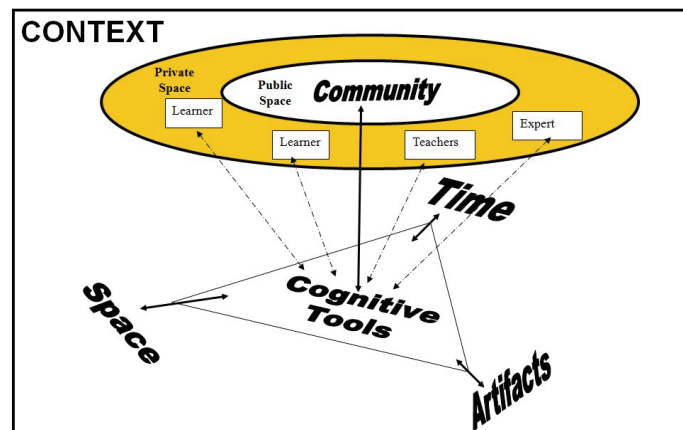 CONTEXT
Private
Space
Public
Space
Community
Learner
Learner
Teachers
Expert
Time
Space
Cognitive
Tools
Artifacts